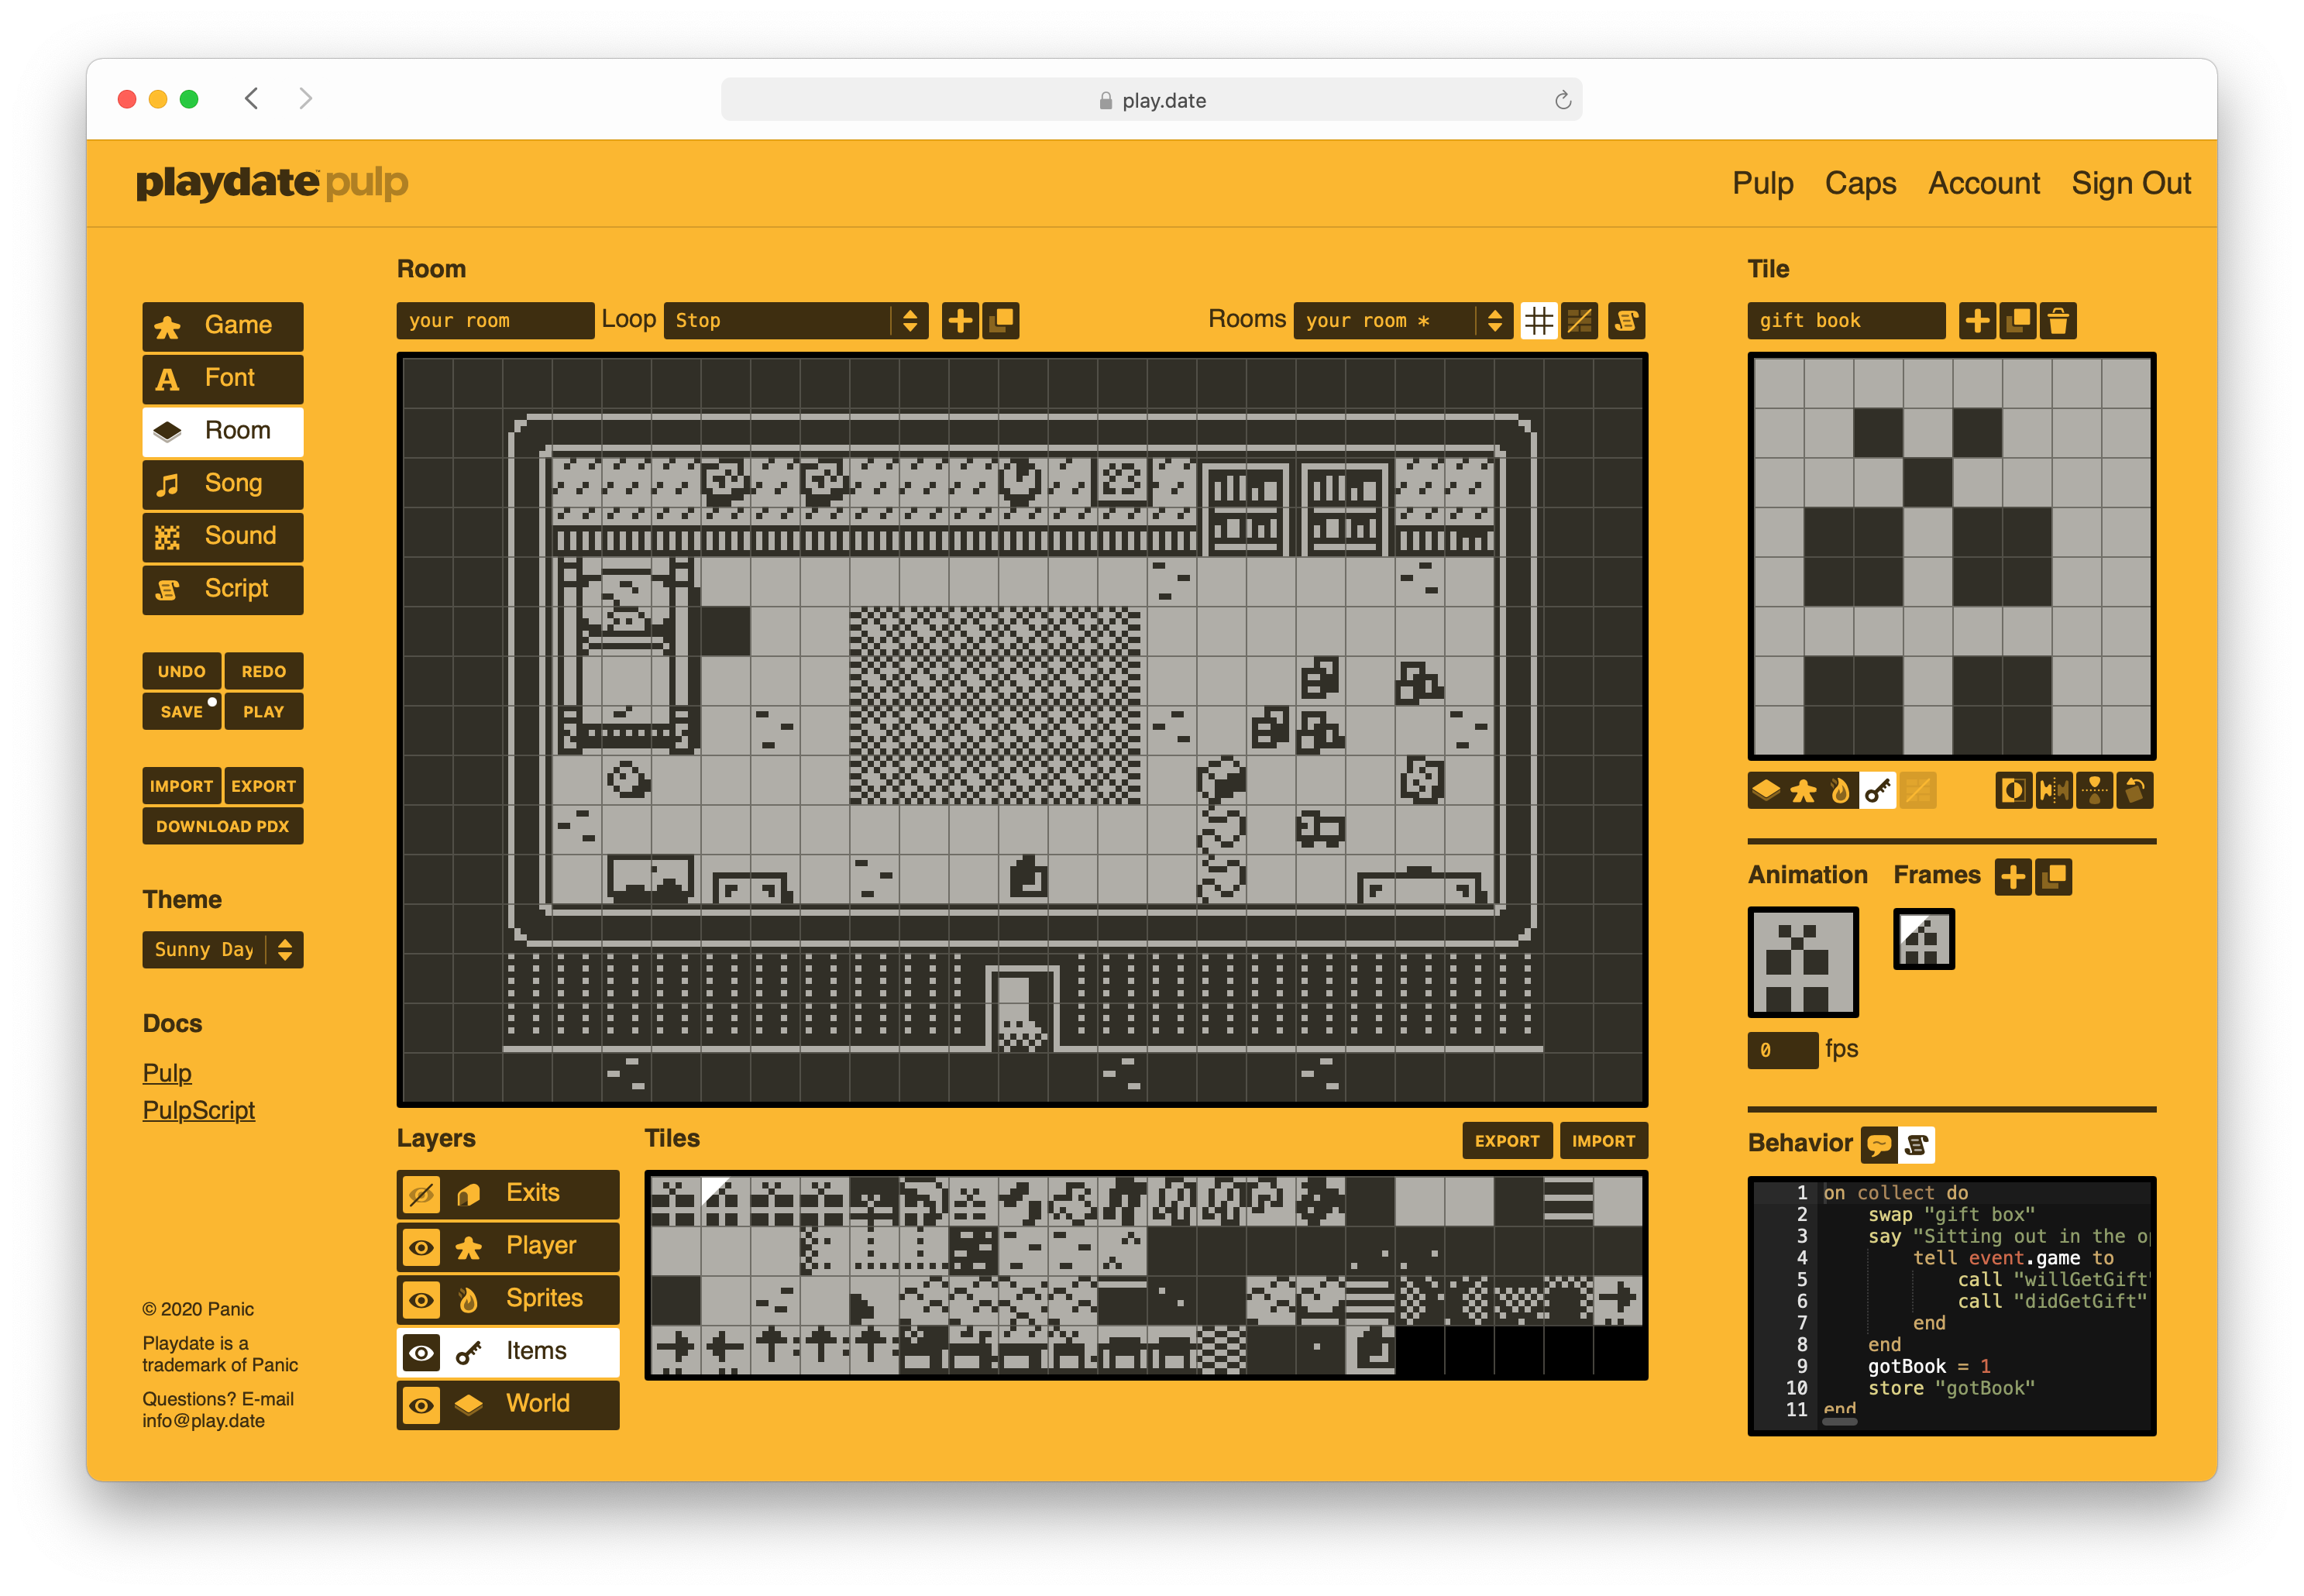 play.date
playdate pulp
Pulp Caps Account Sign Out
Game
Font
Room
Song
Sound
Script
UNDO REDO
SAVE PLAY
IMPORT EXPORT
DOWNLOAD PDX
Theme
Sunny Day
Docs
Pulp
PulpScript
© 2020 Panic
Playdate is a
trademark of Panic
Questions? E-mail
info@play.date
Room
your room Loop Stop Rooms your room *
Layers
Exits
Player
Sprites
Items
World
Tiles EXPORT IMPORT
Tile
gift book
Animation Frames
0 fps
Behavior
1 on collect do
2 swap "gift box"
3 say "Sitting out in the
4 tell event.game to
5 call "willGetGift"
6 call "didGetGift"
7 end
8 end
9 gotBook = 1
10 store "gotBook"
11 end